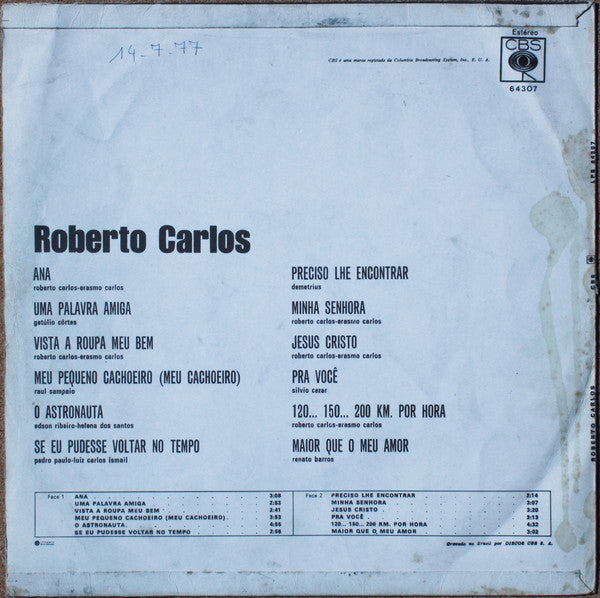 14-7-77
Estéreo
CBS
64307
CBS é uma marca registada da Columbia Broadcasting System, Inc., E. U. A.
Roberto Carlos
ANA
roberto carlos-erasmo carlos
UMA PALAVRA AMIGA
getúlio côrtes
VISTA A ROUPA MEU BEM
roberto carlos-erasmo carlos
MEU PEQUENO CACHOEIRO (MEU CACHOEIRO)
raul sampaio
O ASTRONAUTA
edson ribeiro-helena dos santos
SE EU PUDESSE VOLTAR NO TEMPO
pedro paulo-luiz carlos ismail
PRECISO LHE ENCONTRAR
demetrius
MINHA SENHORA
roberto carlos-erasmo carlos
JESUS CRISTO
roberto carlos-erasmo carlos
PRA VOCÊ
silvio cezar
120... 150... 200 KM. POR HORA
roberto carlos-erasmo carlos
MAIOR QUE O MEU AMOR
renato barros
Face 1 ANA 3:08
UMA PALAVRA AMIGA 2:53
VISTA A ROUPA MEU BEM 2:41
MEU PEQUENO CACHOEIRO (MEU CACHOEIRO) 3:53
O ASTRONAUTA 4:55
SE EU PUDESSE VOLTAR NO TEMPO 2:56
Face 2 PRECISO LHE ENCONTRAR 2:14
MINHA SENHORA 3:07
JESUS CRISTO 3:20
PRA VOCÊ 3:13
120... 150... 200 KM. POR HORA 4:32
MAIOR QUE O MEU AMOR 3:02
Gravado no Brasil por DISCOS CBS S. A.
ROBERTO CARLOS CBS LPS 64307